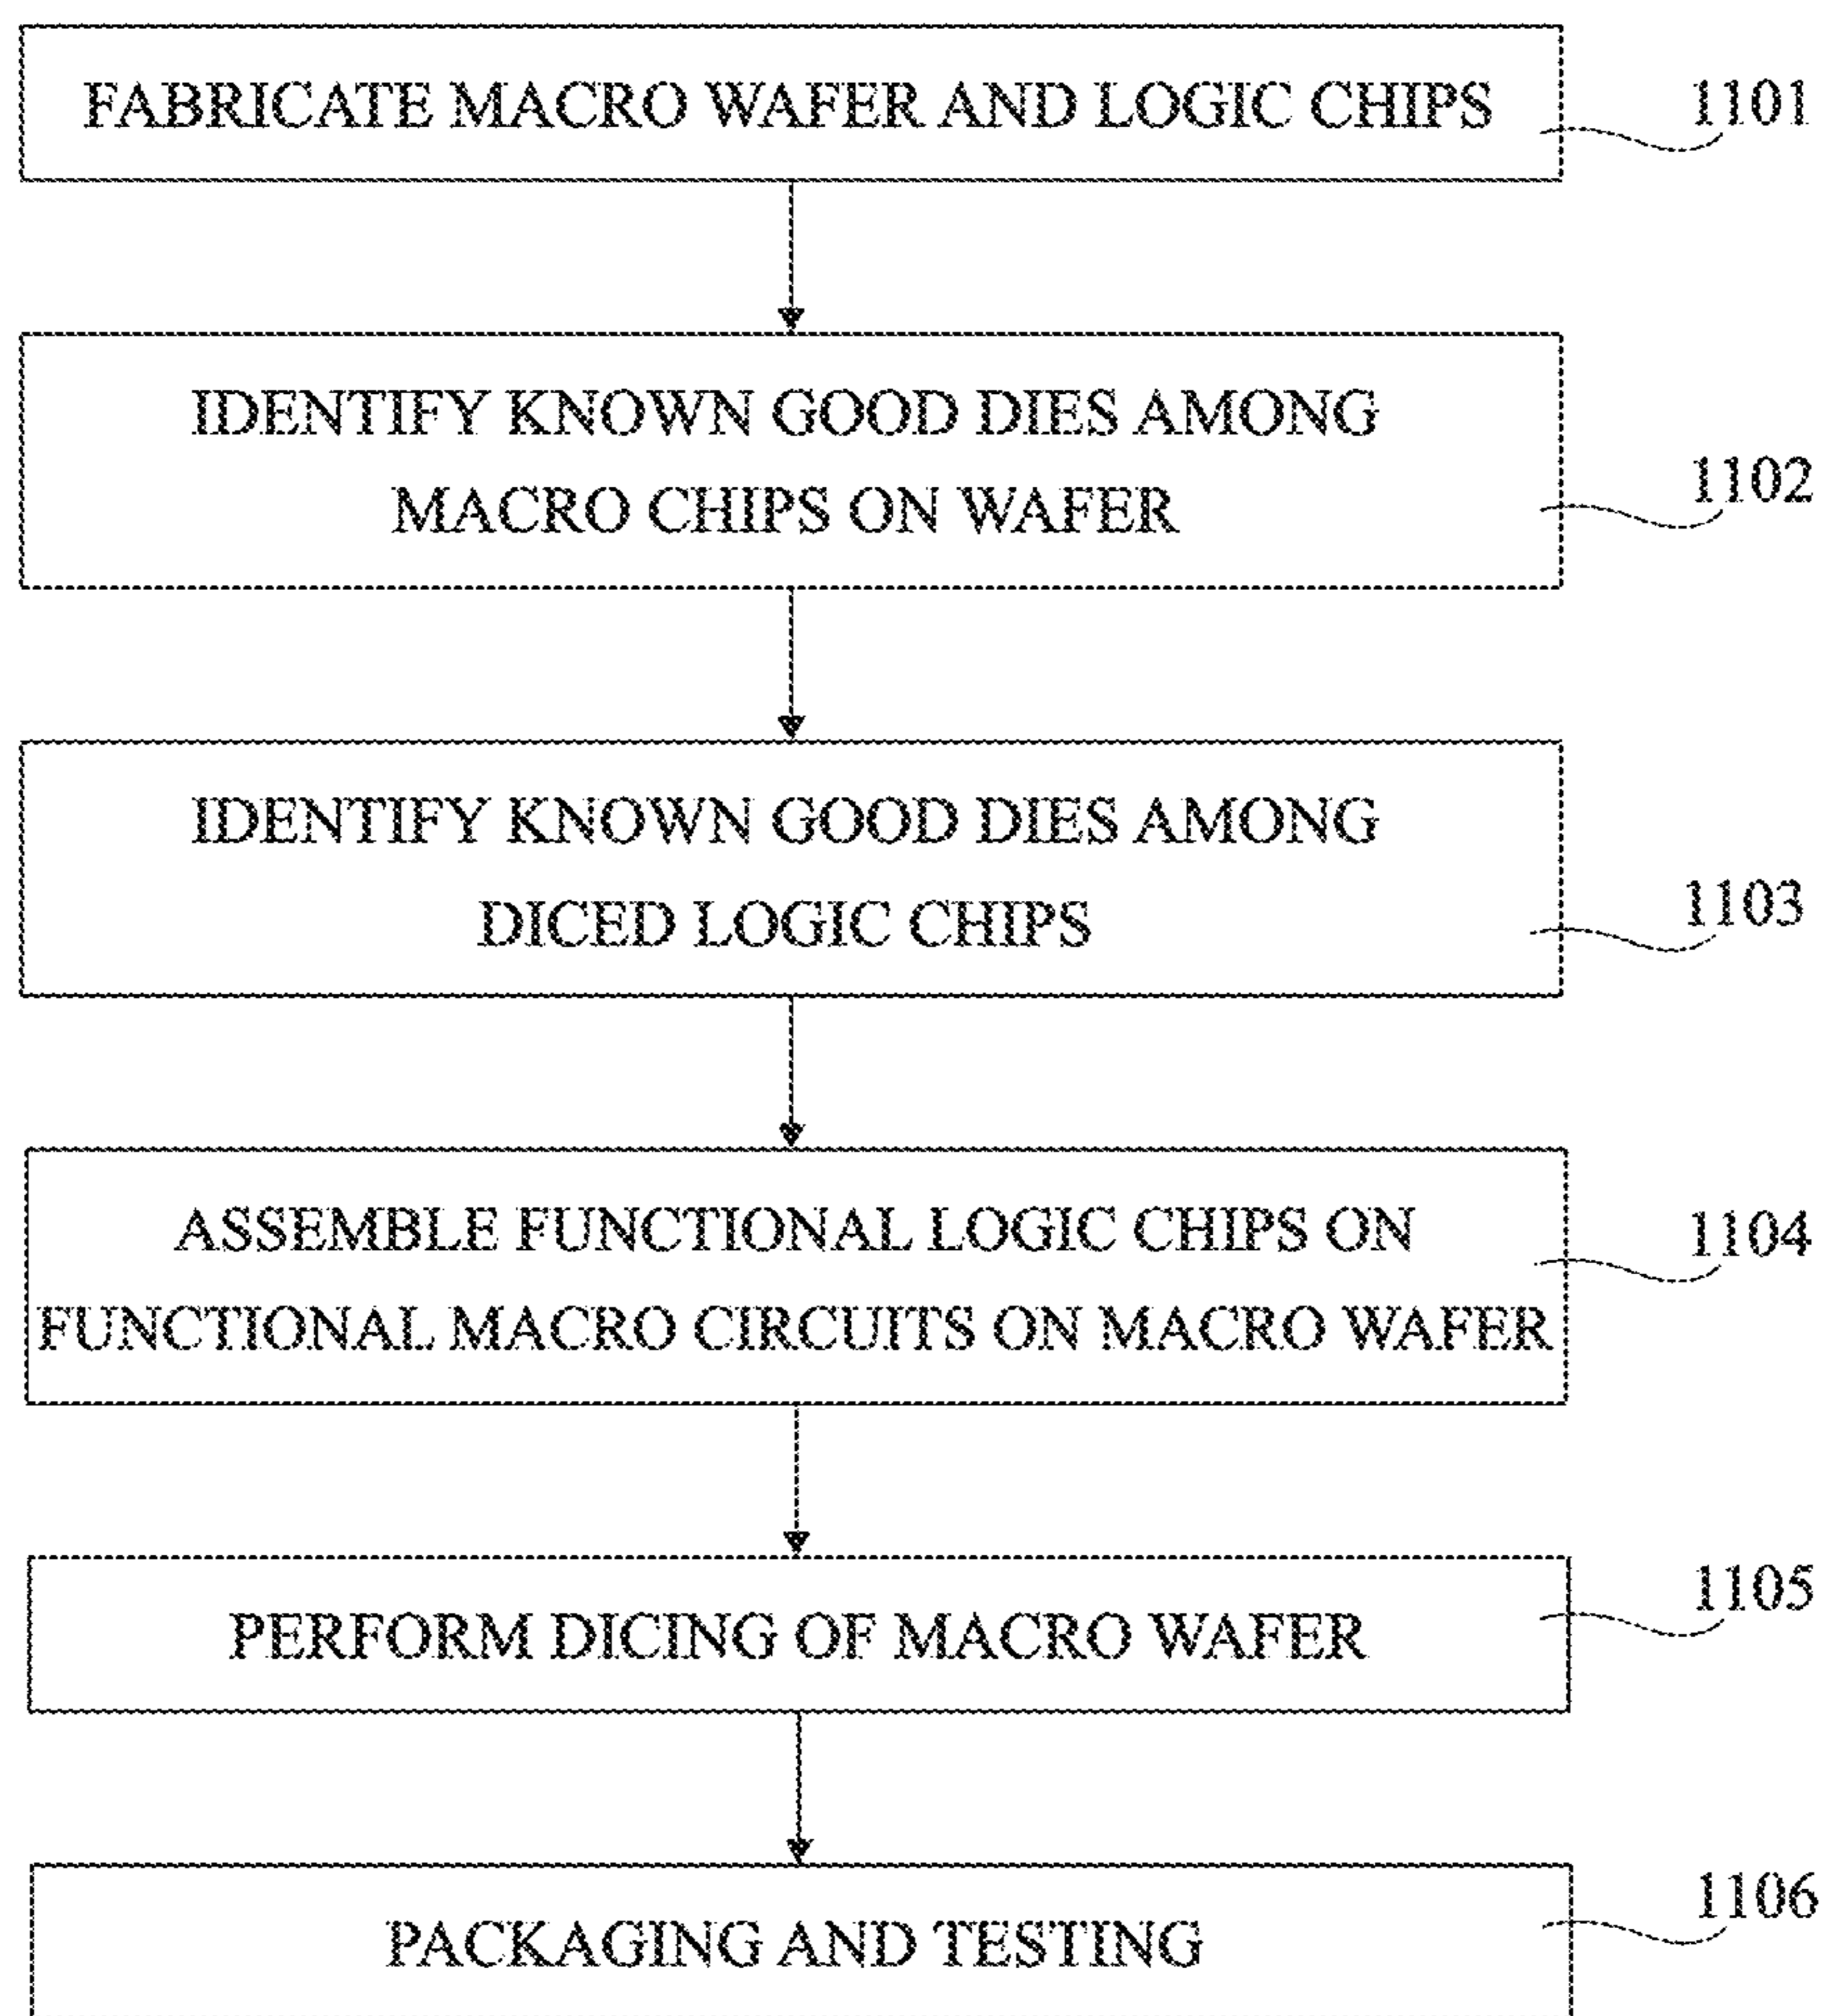 FABRICATE MACRO WAFER AND LOGIC CHIPS
1101
IDENTIFY KNOWN GOOD DIES AMONG
MACRO CHIPS ON WAFER
1102
IDENTIFY KNOWN GOOD DIES AMONG
DICED LOGIC CHIPS
1103
ASSEMBLE FUNCTIONAL LOGIC CHIPS ON
FUNCTIONAL MACRO CIRCUITS ON MACRO WAFER
1104
PERFORM DICING OF MACRO WAFER
1105
PACKAGING AND TESTING
1106